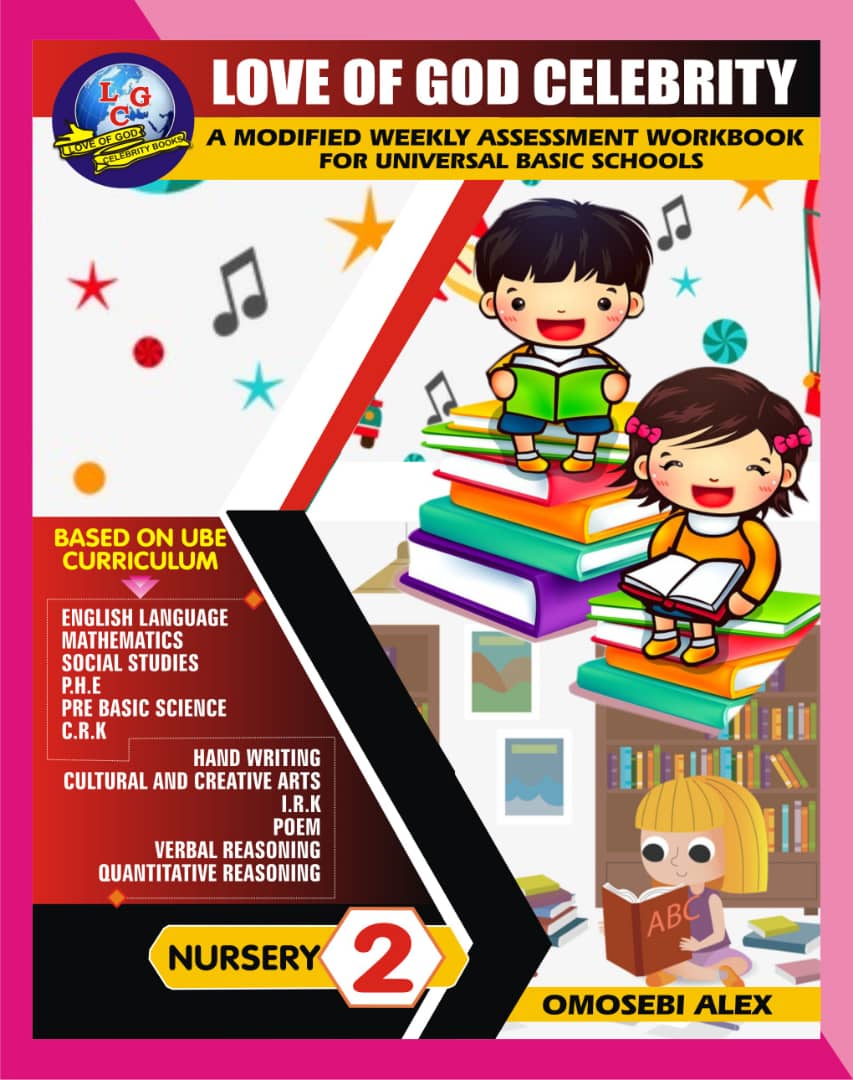 LOVE OF GOD CELEBRITY
L G
C
LOVE OF GOD
CELEBRITY BOOKS
A MODIFIED WEEKLY ASSESSMENT WORKBOOK
FOR UNIVERSAL BASIC SCHOOLS
BASED ON UBE
CURRICULUM
ENGLISH LANGUAGE
MATHEMATICS
SOCIAL STUDIES
P.H.E
PRE BASIC SCIENCE
C.R.K
HAND WRITING
CULTURAL AND CREATIVE ARTS
I.R.K
POEM
VERBAL REASONING
QUANTITATIVE REASONING
ABC
NURSERY 2
OMOSEBI ALEX